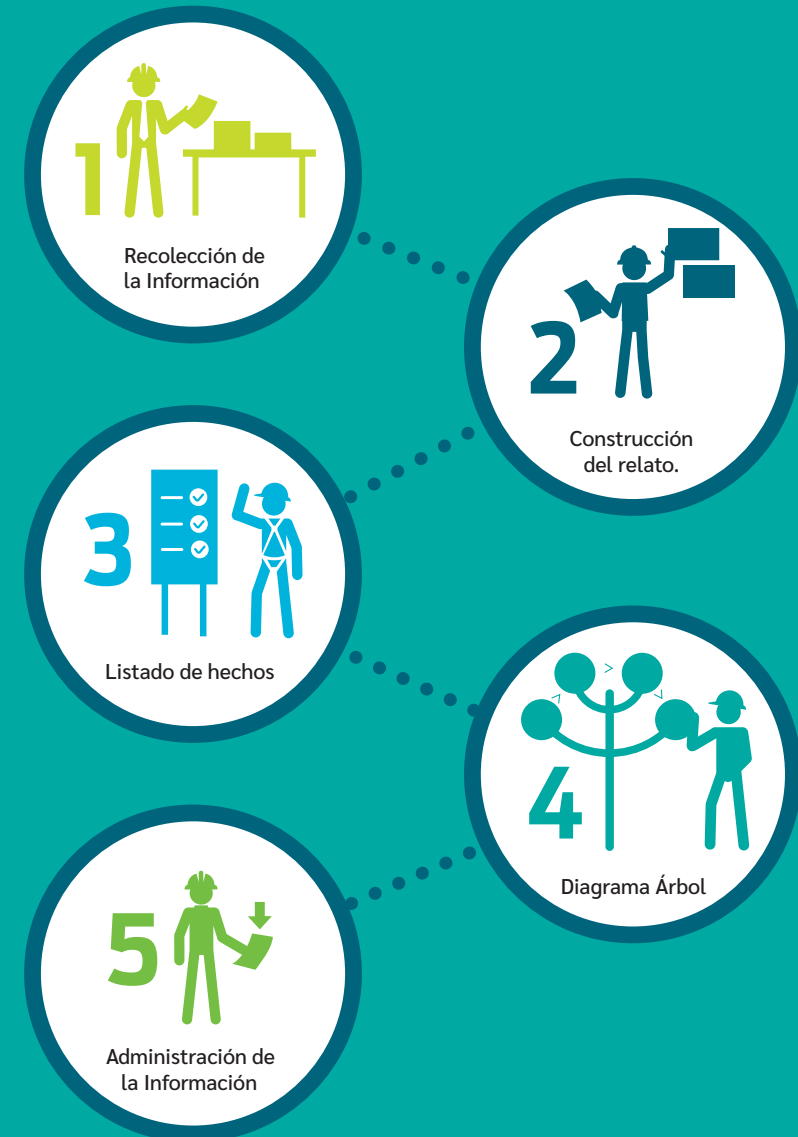 1
Recolección de
la Información
2
Construcción
del relato.
3
Listado de hechos
4
Diagrama Árbol
5
Administración de
la Información